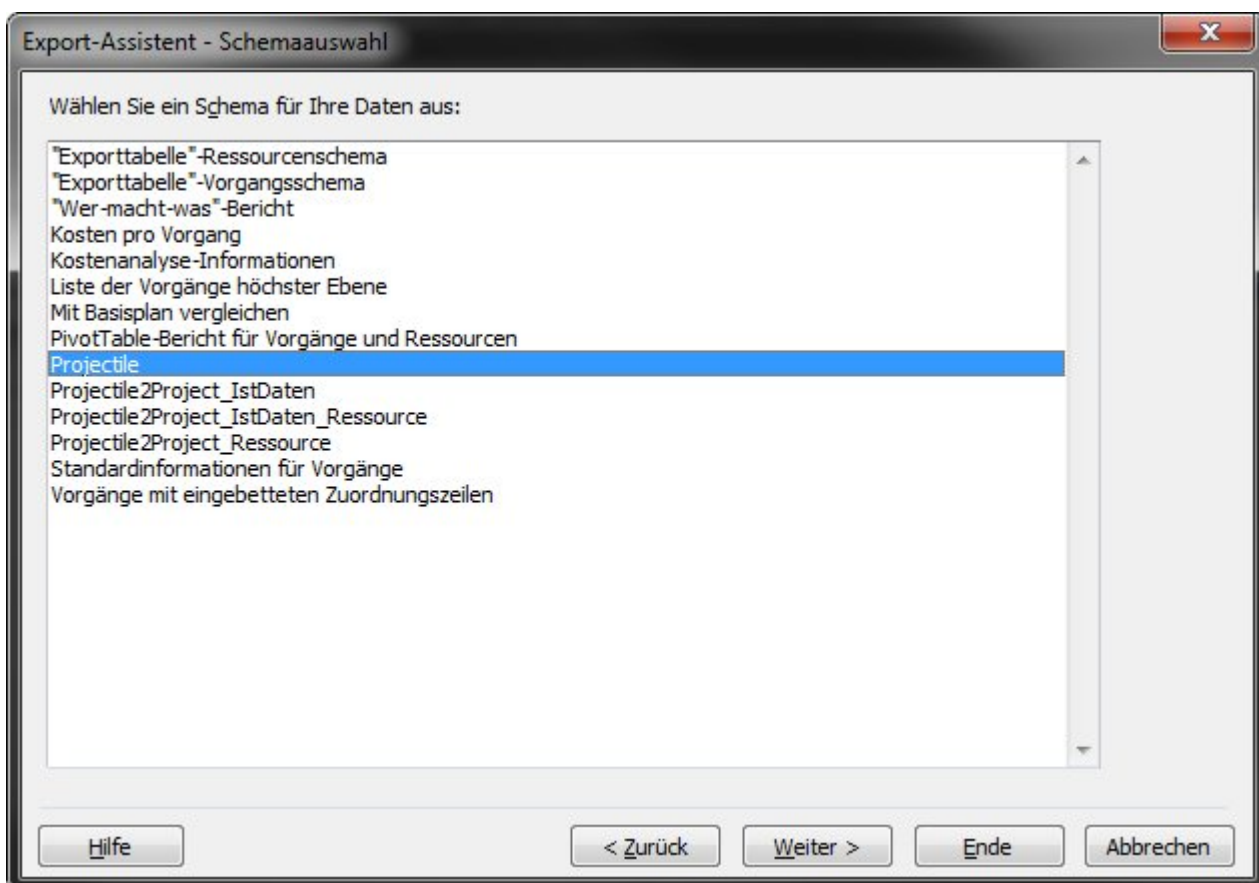 Export-Assistent - Schemaauswahl
Wählen Sie ein Schema für Ihre Daten aus:
"Exporttabelle"-Ressourcenschema
"Exporttabelle"-Vorgangsschema
"Wer-macht-was"-Bericht
Kosten pro Vorgang
Kostenanalyse-Informationen
Liste der Vorgänge höchster Ebene
Mit Basisplan vergleichen
PivotTable-Bericht für Vorgänge und Ressourcen
Projectile
Projectile2Project_IstDaten
Projectile2Project_IstDaten_Ressource
Projectile2Project_Ressource
Standardinformationen für Vorgänge
Vorgänge mit eingebetteten Zuordnungszeilen
Hilfe < Zurück Weiter > Ende Abbrechen